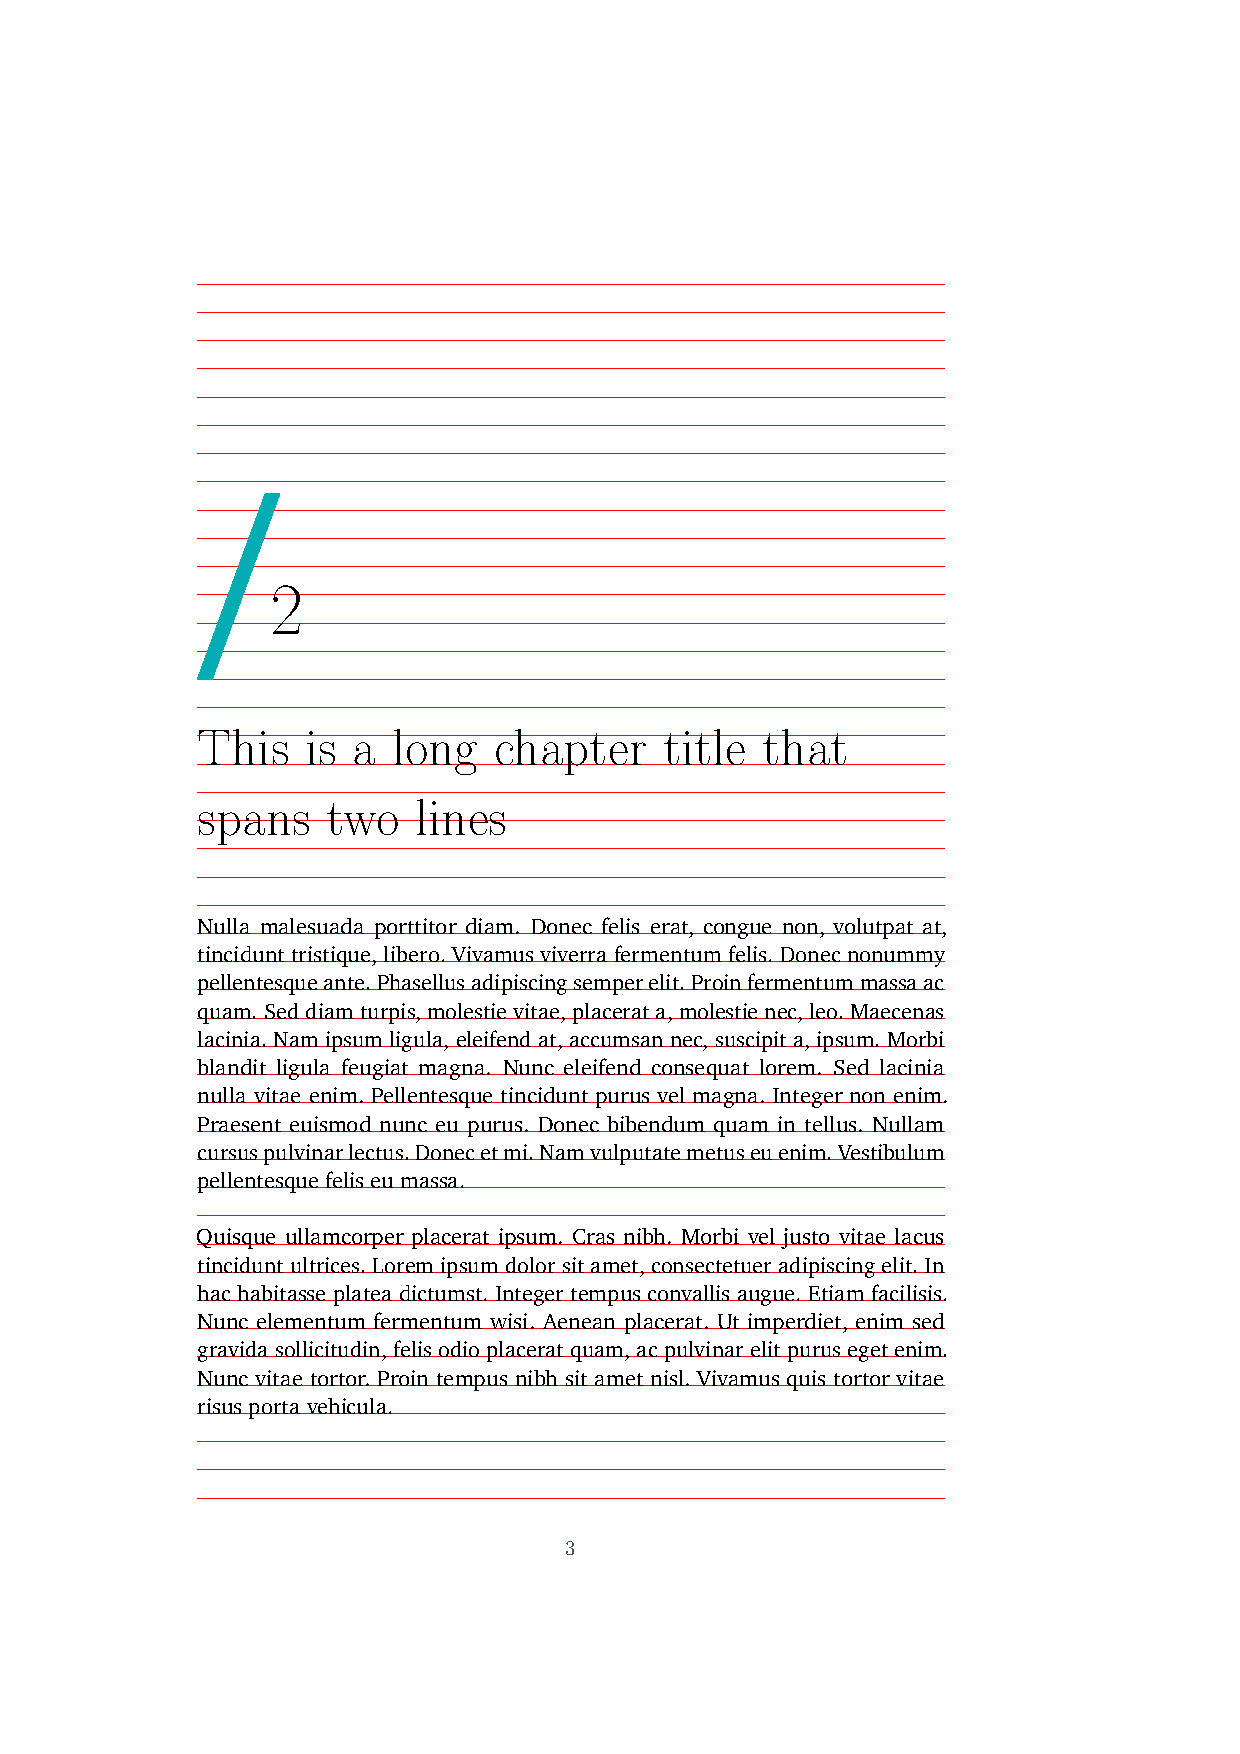 2
This is a long chapter title that
spans two lines
Nulla malesuada porttitor diam. Donec felis erat, congue non, volutpat at,
tincidunt tristique, libero. Vivamus viverra fermentum felis. Donec nonummy
pellentesque ante. Phasellus adipiscing semper elit. Proin fermentum massa ac
quam. Sed diam turpis, molestie vitae, placerat a, molestie nec, leo. Maecenas
lacinia. Nam ipsum ligula, eleifend at, accumsan nec, suscipit a, ipsum. Morbi
blandit ligula feugiat magna. Nunc eleifend consequat lorem. Sed lacinia
nulla vitae enim. Pellentesque tincidunt purus vel magna. Integer non enim.
Praesent euismod nunc eu purus. Donec bibendum quam in tellus. Nullam
cursus pulvinar lectus. Donec et mi. Nam vulputate metus eu enim. Vestibulum
pellentesque felis eu massa.
Quisque ullamcorper placerat ipsum. Cras nibh. Morbi vel justo vitae lacus
tincidunt ultrices. Lorem ipsum dolor sit amet, consectetuer adipiscing elit. In
hac habitasse platea dictumst. Integer tempus convallis augue. Etiam facilisis.
Nunc elementum fermentum wisi. Aenean placerat. Ut imperdiet, enim sed
gravida sollicitudin, felis odio placerat quam, ac pulvinar elit purus eget enim.
Nunc vitae tortor. Proin tempus nibh sit amet nisl. Vivamus quis tortor vitae
risus porta vehicula.
3